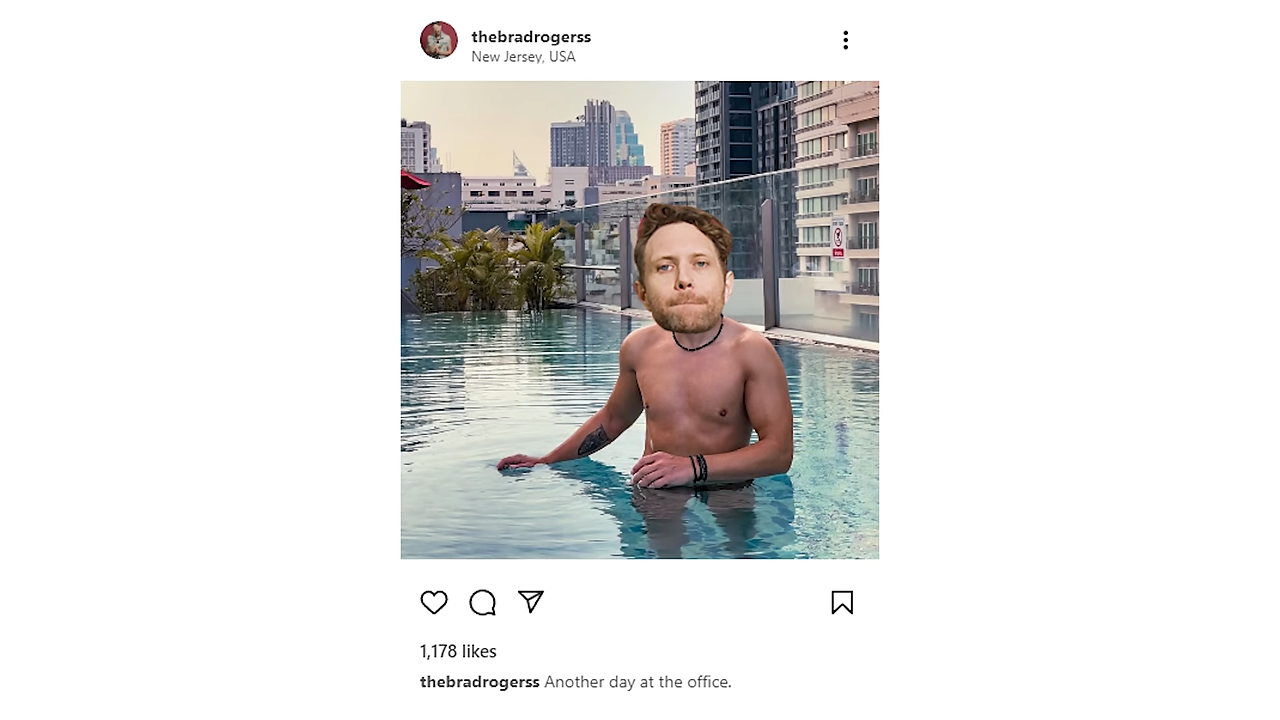 thebradrogerss
New Jersey, USA
1,178 likes
thebradrogerss Another day at the office.